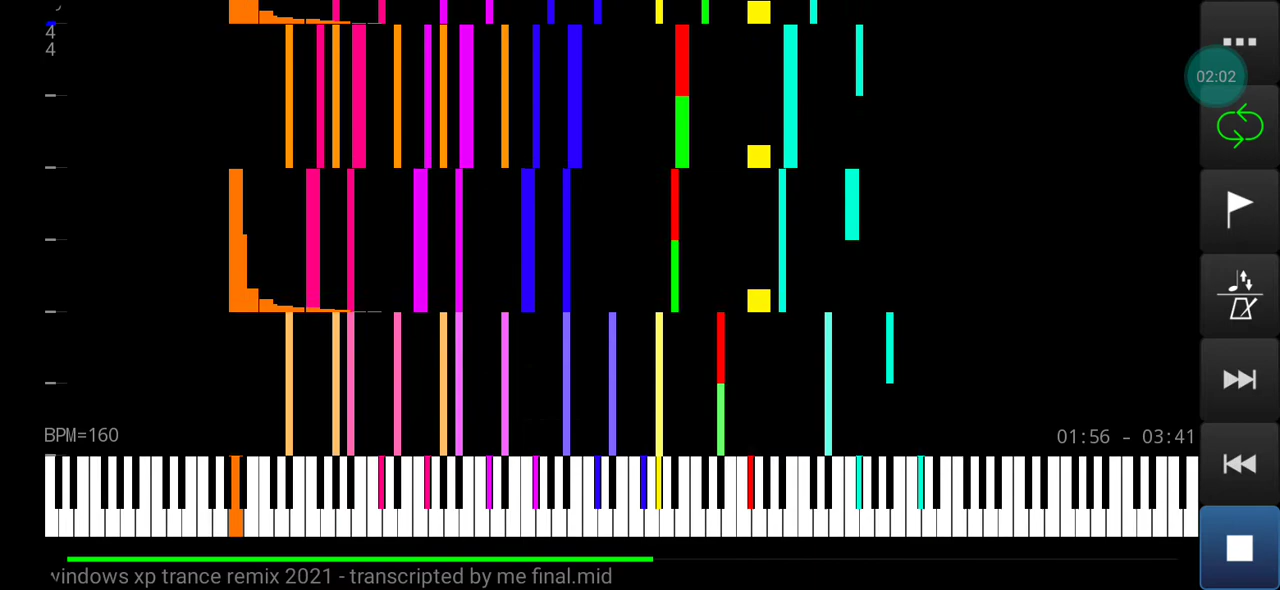 4
4
02:02
BPM=160
01:56 - 03:41
windows xp trance remix 2021 - transcripted by me final.mid